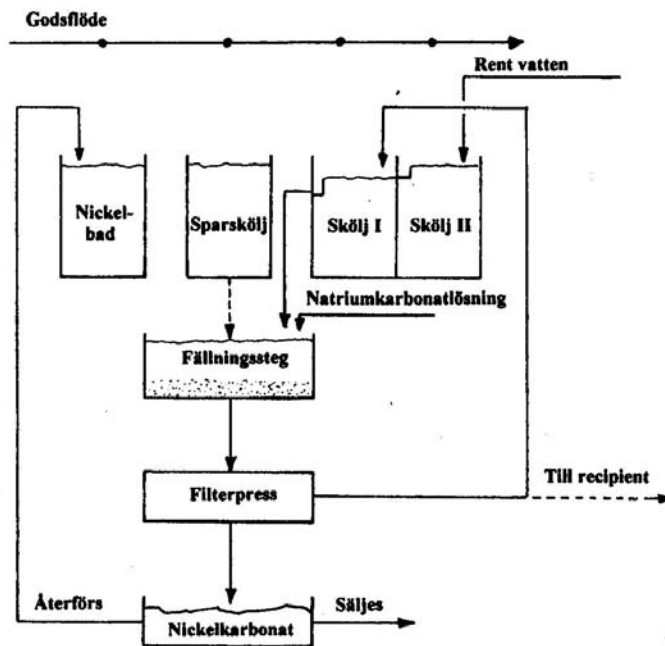 Godsflöde
Rent vatten
Nickel-
bad
Sparskölj
Skölj I
Skölj II
Natriumkarbonatlösning
Fällningssteg
Filterpress
Till recipient
Återförs
Säljes
Nickelkarbonat